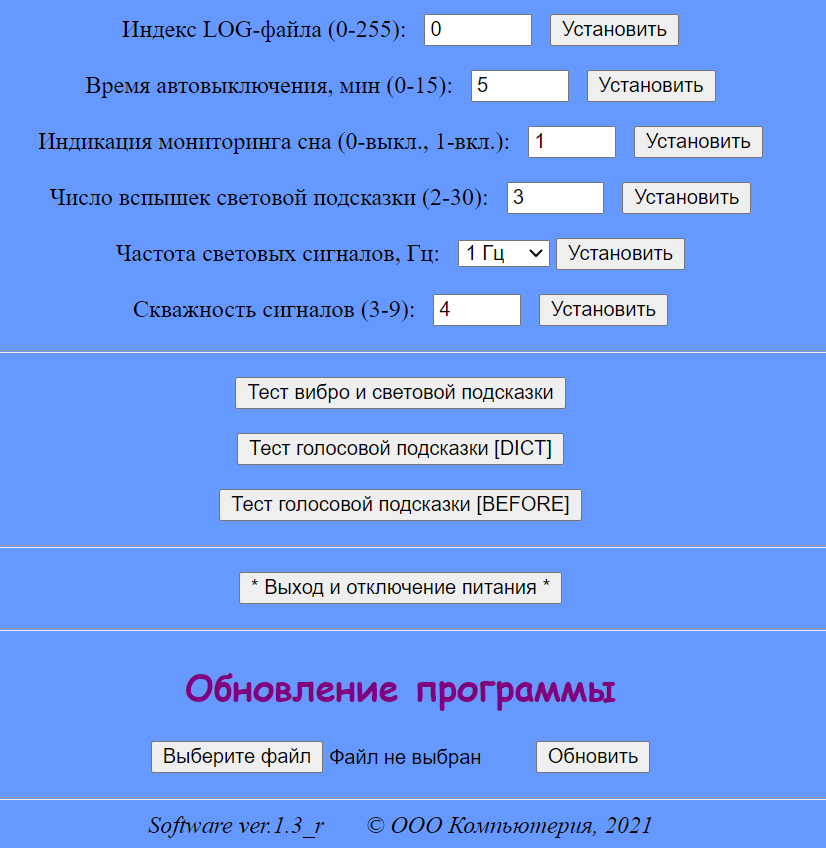 Индекс LOG-файла (0-255): 0 Установить
Время автовыключения, мин (0-15): 5 Установить
Индикация мониторинга сна (0-выкл., 1-вкл.): 1 Установить
Число вспышек световой подсказки (2-30): 3 Установить
Частота световых сигналов, Гц: 1 Гц Установить
Скважность сигналов (3-9): 4 Установить
Тест вибро и световой подсказки
Тест голосовой подсказки [DICT]
Тест голосовой подсказки [BEFORE]
* Выход и отключение питания *
Обновление программы
Выберите файл Файл не выбран Обновить
Software ver.1.3_r © ООО Компьютерия, 2021